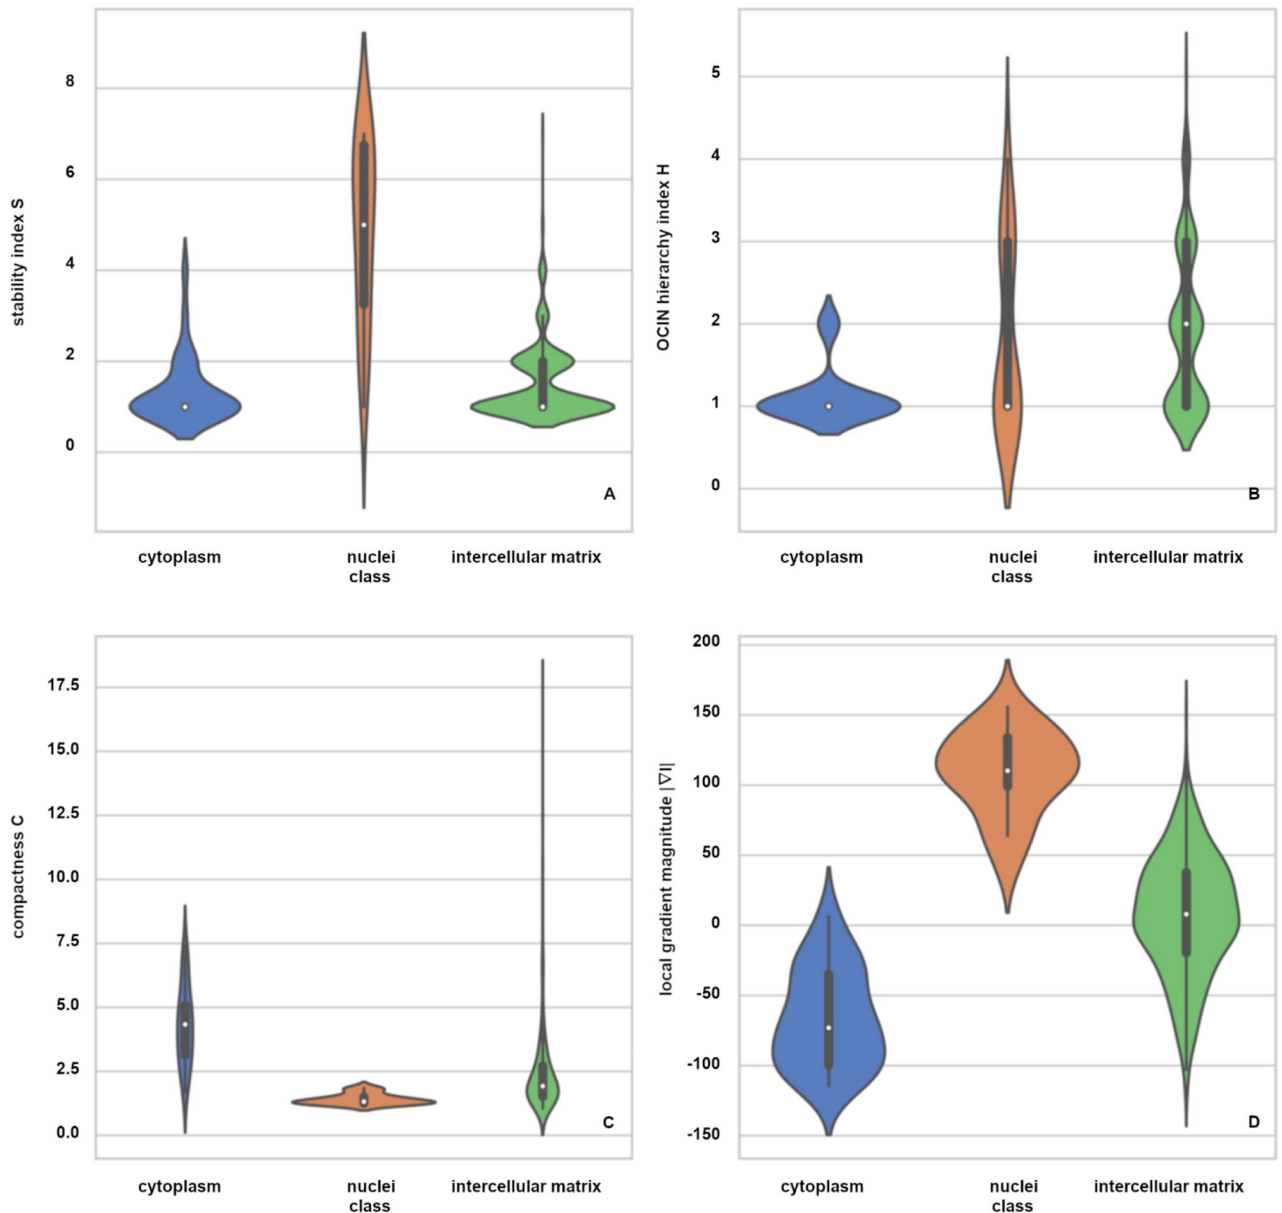 stability index S
8
6
4
2
0
A
cytoplasm
nuclei
intercellular matrix
class
OCIN hierarchy index H
5
4
3
2
1
0
B
cytoplasm
nuclei
intercellular matrix
class
compactness C
17.5
15.0
12.5
10.0
7.5
5.0
2.5
0.0
C
cytoplasm
nuclei
intercellular matrix
class
local gradient magnitude |∇I|
200
150
100
50
0
-50
-100
-150
D
cytoplasm
nuclei
intercellular matrix
class